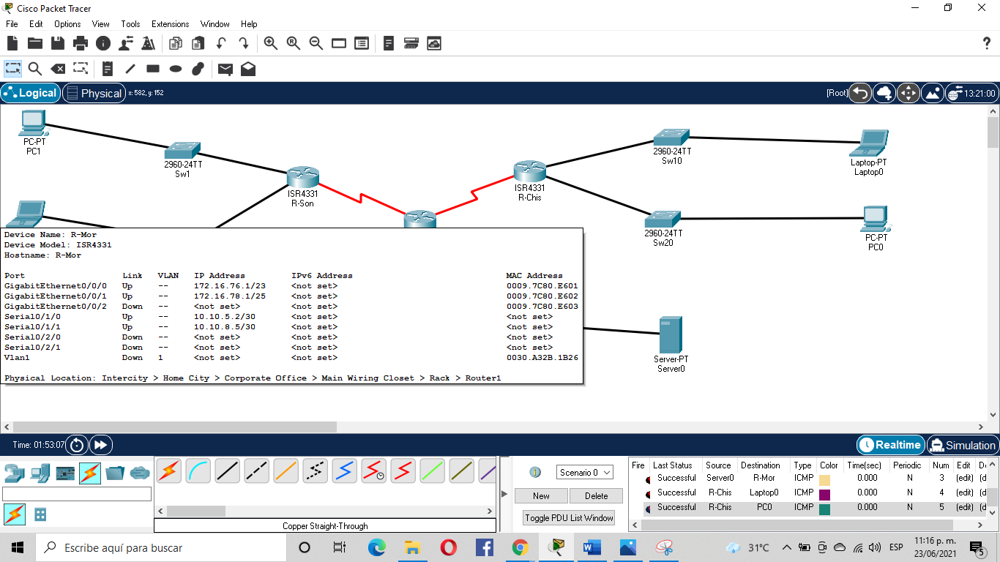 Cisco Packet Tracer
File Edit Options View Tools Extensions Window Help
Logical Physical x: 582, y: 152 [Root] 13:21:00
PC-PT
PC1
2960-24TT
Sw1
ISR4331
R-Son
ISR4331
R-Chis
2960-24TT
Sw10
Laptop-PT
Laptop0
2960-24TT
Sw20
PC-PT
PC0
Device Name: R-Mor
Device Model: ISR4331
Hostname: R-Mor
Port Link VLAN IP Address IPv6 Address MAC Address
GigabitEthernet0/0/0 Up -- 172.16.76.1/23 <not set> 0009.7C80.E601
GigabitEthernet0/0/1 Up -- 172.16.78.1/25 <not set> 0009.7C80.E602
GigabitEthernet0/0/2 Down -- <not set> <not set> 0009.7C80.E603
Serial0/1/0 Up -- 10.10.5.2/30 <not set> <not set>
Serial0/1/1 Up -- 10.10.8.5/30 <not set> <not set>
Serial0/2/0 Down -- <not set> <not set> <not set>
Serial0/2/1 Down -- <not set> <not set> <not set>
Vlan1 Down 1 <not set> <not set> 0030.A32B.1B26
Physical Location: Intercity > Home City > Corporate Office > Main Wiring Closet > Rack > Router1
Server-PT
Server0
Time: 01:53:07 Realtime Simulation
Scenario 0
New Delete
Toggle PDU List Window
Copper Straight-Through
Fire Last Status Source Destination Type Color Time(sec) Periodic Num Edit D
Successful Server0 R-Mor ICMP 0.000 N 3 (edit) (d
Successful R-Chis Laptop0 ICMP 0.000 N 4 (edit) (d
Successful R-Chis PC0 ICMP 0.000 N 5 (edit) (d
Escribe aquí para buscar
31°C ESP 11:16 p. m.
23/06/2021
5